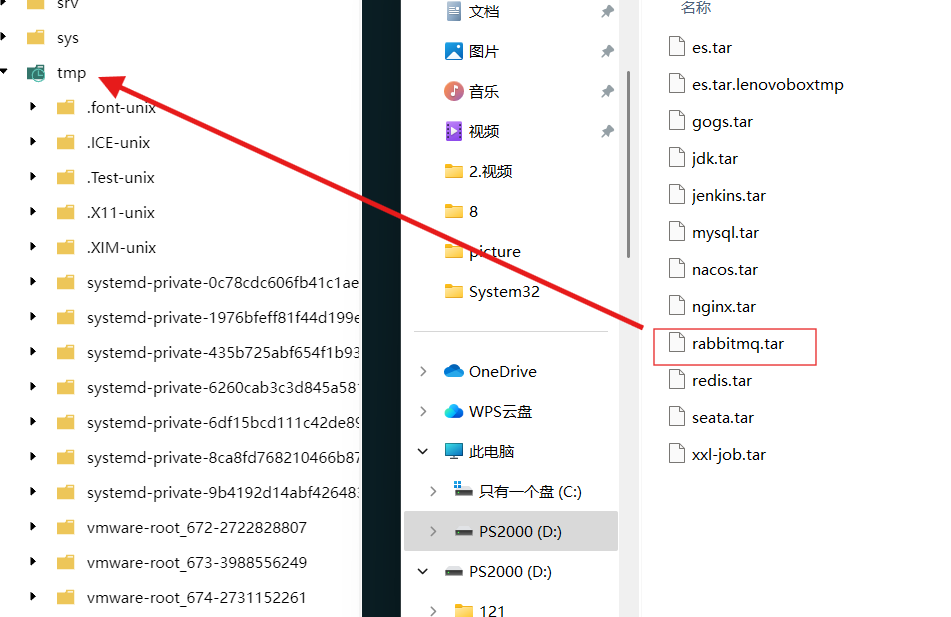 srv
sys
tmp
.font-unix
.ICE-unix
.Test-unix
.X11-unix
.XIM-unix
systemd-private-0c78cdc606fb41c1ae
systemd-private-1976bfeff81f44d199e
systemd-private-435b725abf654f1b93
systemd-private-6260cab3c3d845a58
systemd-private-6df15bcd111c42de89
systemd-private-8ca8fd768210466b87
systemd-private-9b4192d14abf42648
vmware-root_672-2722828807
vmware-root_673-3988556249
vmware-root_674-2731152261
文档
图片
音乐
视频
2.视频
8
picture
System32
OneDrive
WPS云盘
此电脑
只有一个盘 (C:)
PS2000 (D:)
PS2000 (D:)
121
名称
es.tar
es.tar.lenovoboxtmp
gogs.tar
jdk.tar
jenkins.tar
mysql.tar
nacos.tar
nginx.tar
rabbitmq.tar
redis.tar
seata.tar
xxl-job.tar